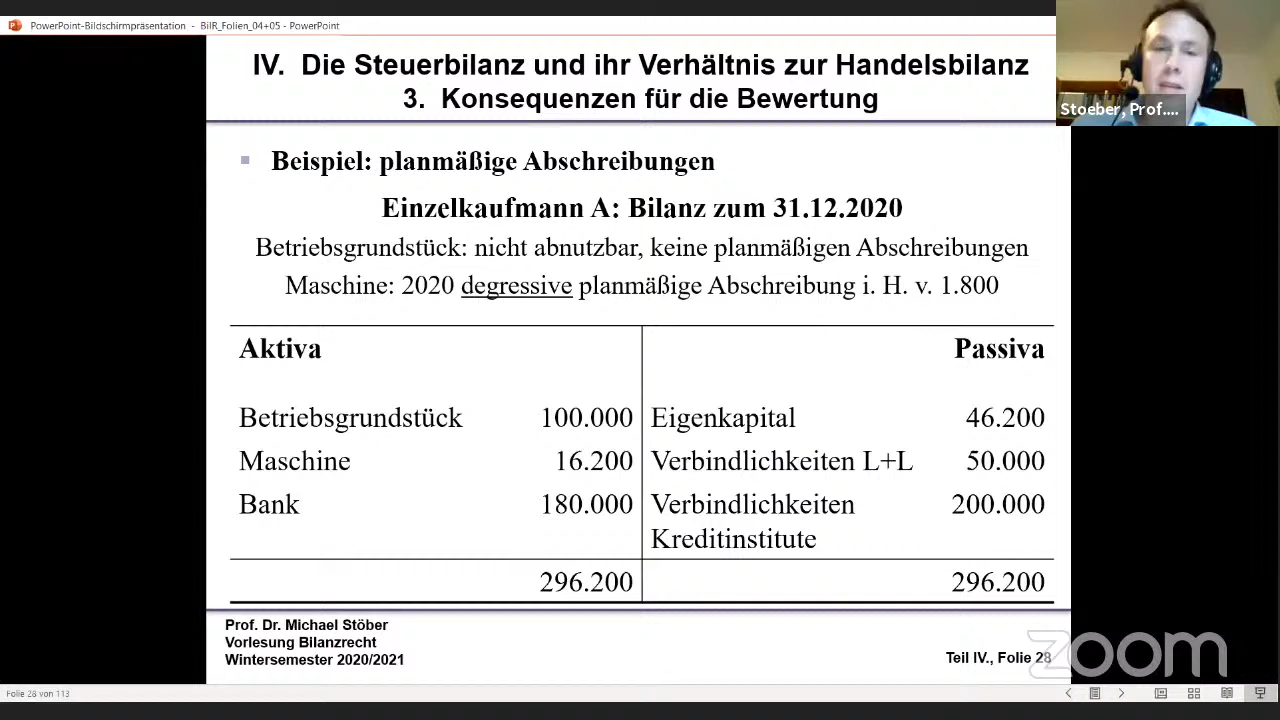 PowerPoint-Bildschirmpräsentation - BilR_Folien_04+05 - PowerPoint
IV. Die Steuerbilanz und ihr Verhältnis zur Handelsbilanz
3. Konsequenzen für die Bewertung
Stoeber, Prof....
Beispiel: planmäßige Abschreibungen
Einzelkaufmann A: Bilanz zum 31.12.2020
Betriebsgrundstück: nicht abnutzbar, keine planmäßigen Abschreibungen
Maschine: 2020 degressive planmäßige Abschreibung i. H. v. 1.800
Aktiva Passiva
Betriebsgrundstück 100.000 Eigenkapital 46.200
Maschine 16.200 Verbindlichkeiten L+L 50.000
Bank 180.000 Verbindlichkeiten 200.000
Kreditinstitute
296.200 296.200
Prof. Dr. Michael Stöber
Vorlesung Bilanzrecht
Wintersemester 2020/2021
Teil IV., Folie 28
zoom
Folie 28 von 113